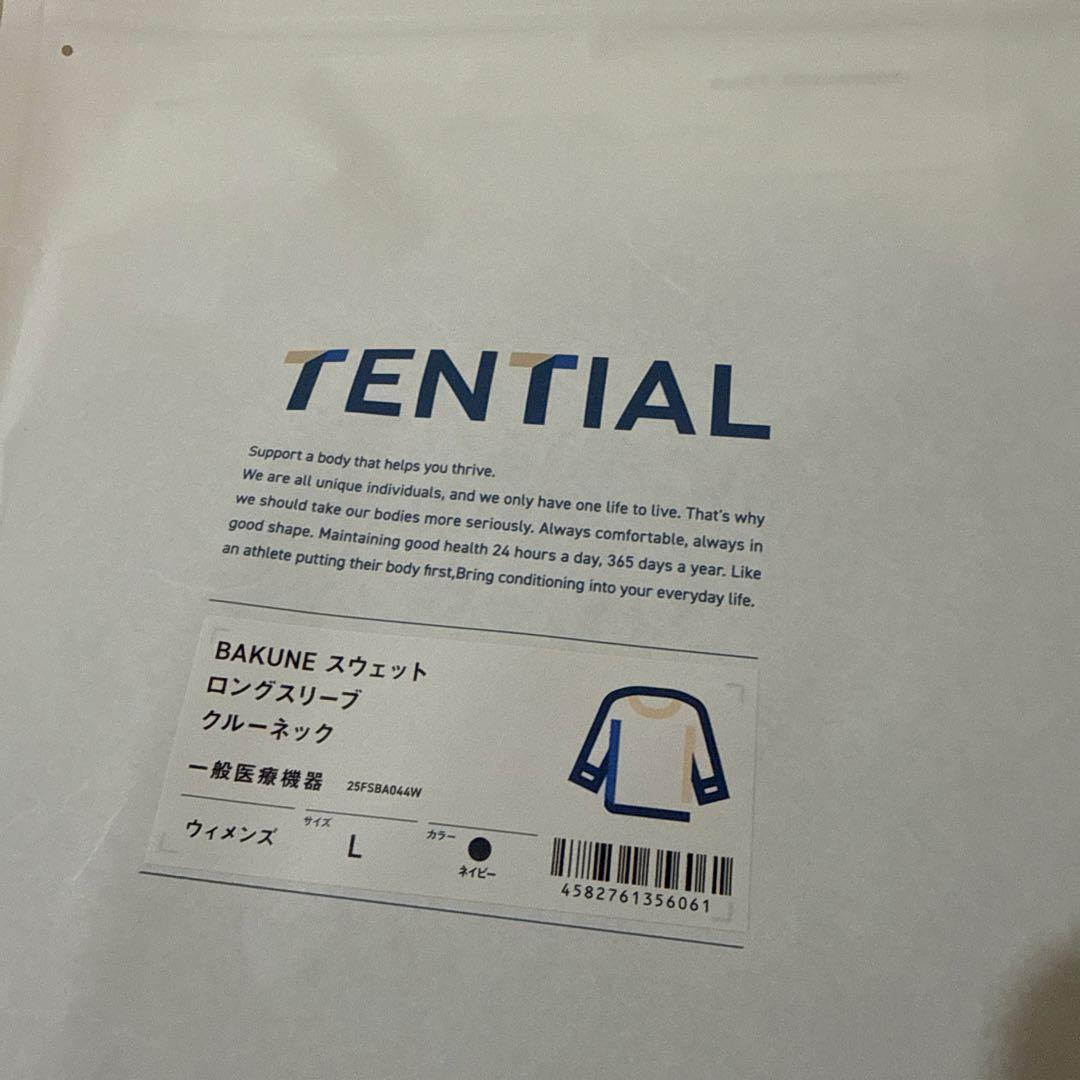 TENTIAL
Support a body that helps you thrive.
We are all unique individuals, and we only have one life to live. That's why
we should take our bodies more seriously. Always comfortable, always in
good shape. Maintaining good health 24 hours a day, 365 days a year. Like
an athlete putting their body first,Bring conditioning into your everyday life.
BAKUNE スウェット
ロングスリーブ
クルーネック
一般医療機器 25FSBA044W
ウィメンズ
サイズ
L
カラー
ネイビー
4582761356061